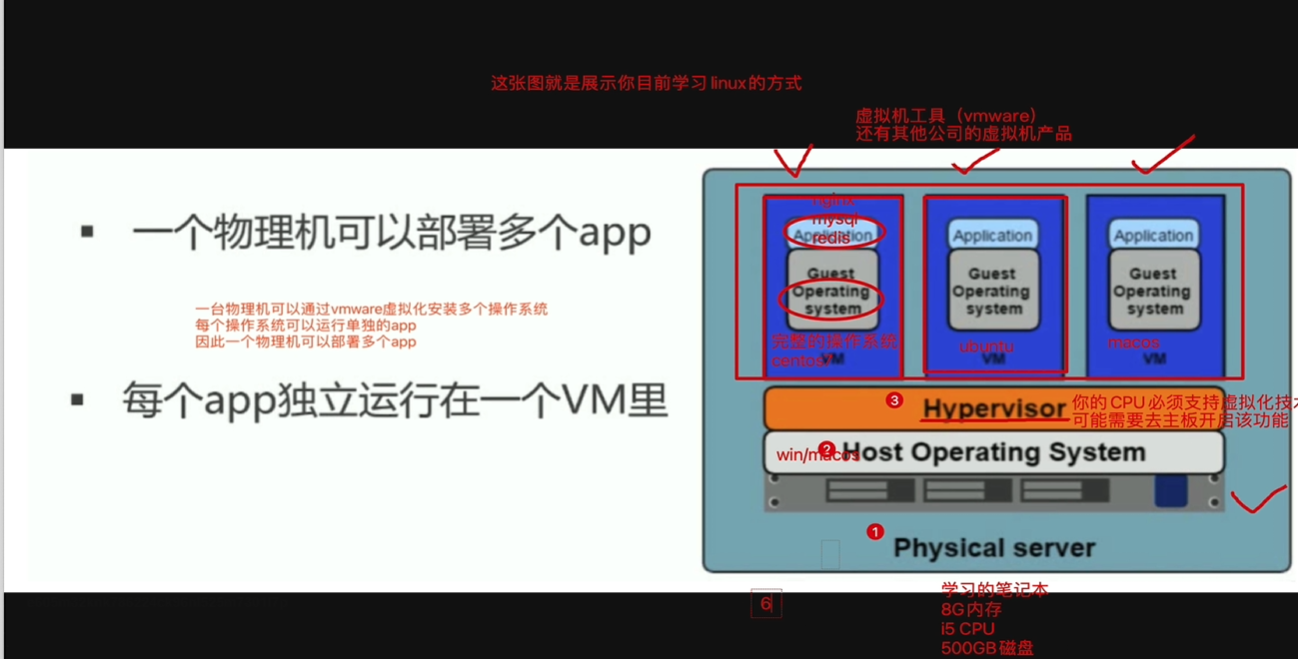 这张图就是展示你目前学习linux的方式
虚拟机工具（vmware）
还有其他公司的虚拟机产品
▪ 一个物理机可以部署多个app
一台物理机可以通过vmware虚拟化安装多个操作系统
每个操作系统可以运行单独的app
因此一个物理机可以部署多个app
▪ 每个app独立运行在一个VM里
nginx
mysql
redis
Application
Guest
Operating
system
完整的操作系统
centos7
VM
Application
Guest
Operating
system
ubuntu
VM
Application
Guest
Operating
system
macos
VM
3 Hypervisor
你的CPU必须支持虚拟化技
可能需要去主板开启该功能
win/macos
2 Host Operating System
1 Physical server
6
学习的笔记本
8G内存
i5 CPU
500GB磁盘